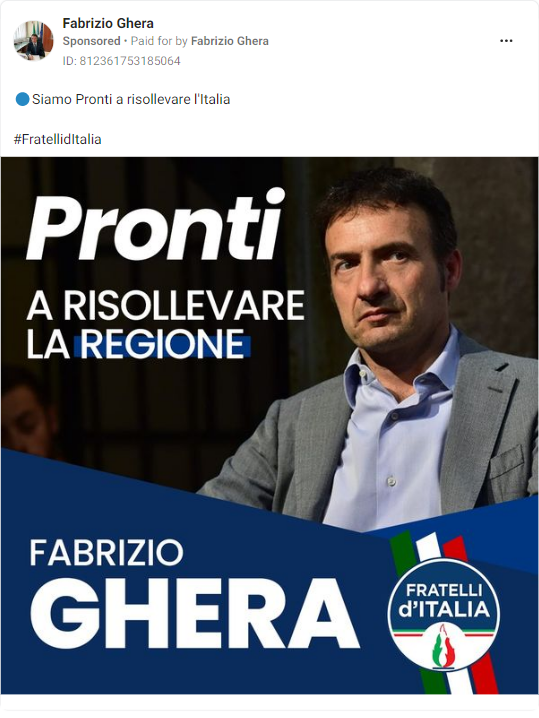 Fabrizio Ghera
Sponsored • Paid for by Fabrizio Ghera
ID: 812361753185064
Siamo Pronti a risollevare l'Italia
#FratellidItalia
Pronti
A RISOLLEVARE
LA REGIONE
FABRIZIO
GHERA
FRATELLI
d'ITALIA